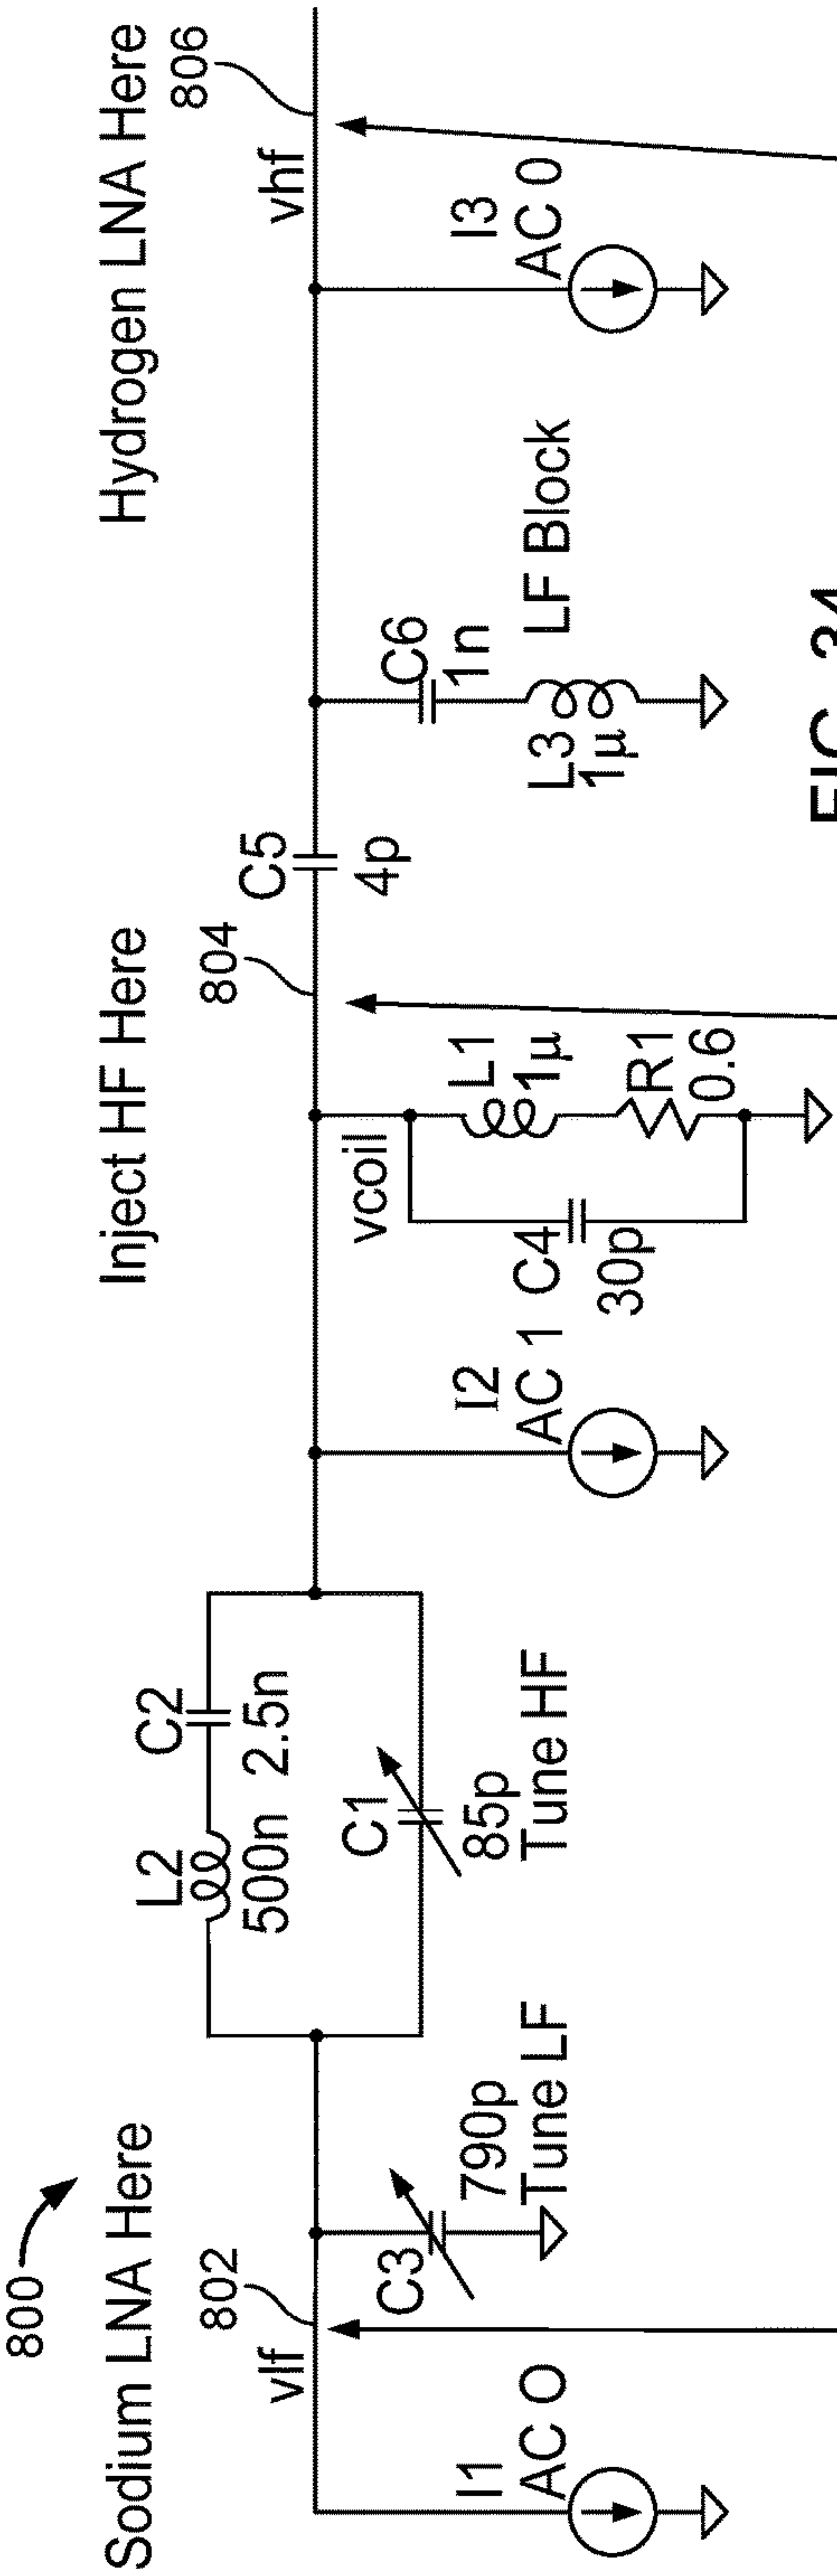 800
Sodium LNA Here
Inject HF Here
Hydrogen LNA Here
802
804
806
vlf
vhf
L2
C2
500n
2.5n
C1
85p
Tune HF
C3
790p
Tune LF
I1
AC O
I2
AC 1
vcoil
C4
30p
L1
1µ
R1
0.6
C5
4p
C6
1n
L3
1µ
LF Block
I3
AC 0